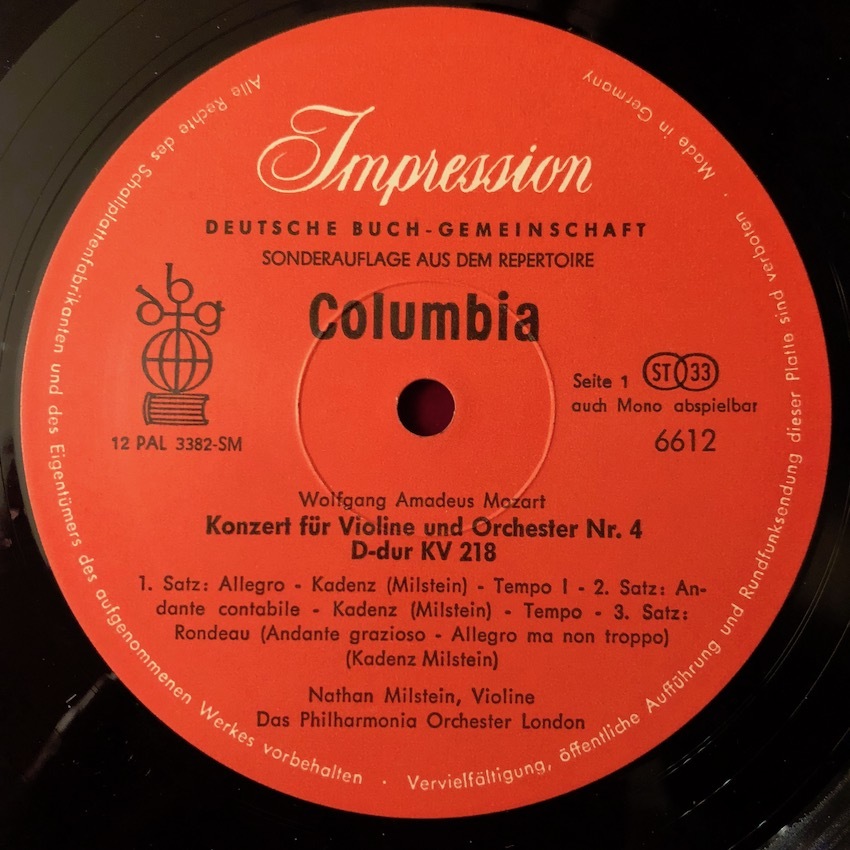 Impression
DEUTSCHE BUCH-GEMEINSCHAFT
SONDERAUFLAGE AUS DEM REPERTOIRE
Columbia
dbg
12 PAL 3382-SM
Seite 1 ST 33
auch Mono abspielbar
6612
Wolfgang Amadeus Mozart
Konzert für Violine und Orchester Nr. 4
D-dur KV 218
1. Satz: Allegro - Kadenz (Milstein) - Tempo I - 2. Satz: An-
dante contabile - Kadenz (Milstein) - Tempo - 3. Satz:
Rondeau (Andante grazioso - Allegro ma non troppo)
(Kadenz Milstein)
Nathan Milstein, Violine
Das Philharmonia Orchester London
Alle Rechte des Schallplattenfabrikanten und des Eigentümers des aufgenommenen Werkes vorbehalten · Vervielfältigung, öffentliche Aufführung und Rundfunksendung dieser Platte sind verboten · Made in Germany